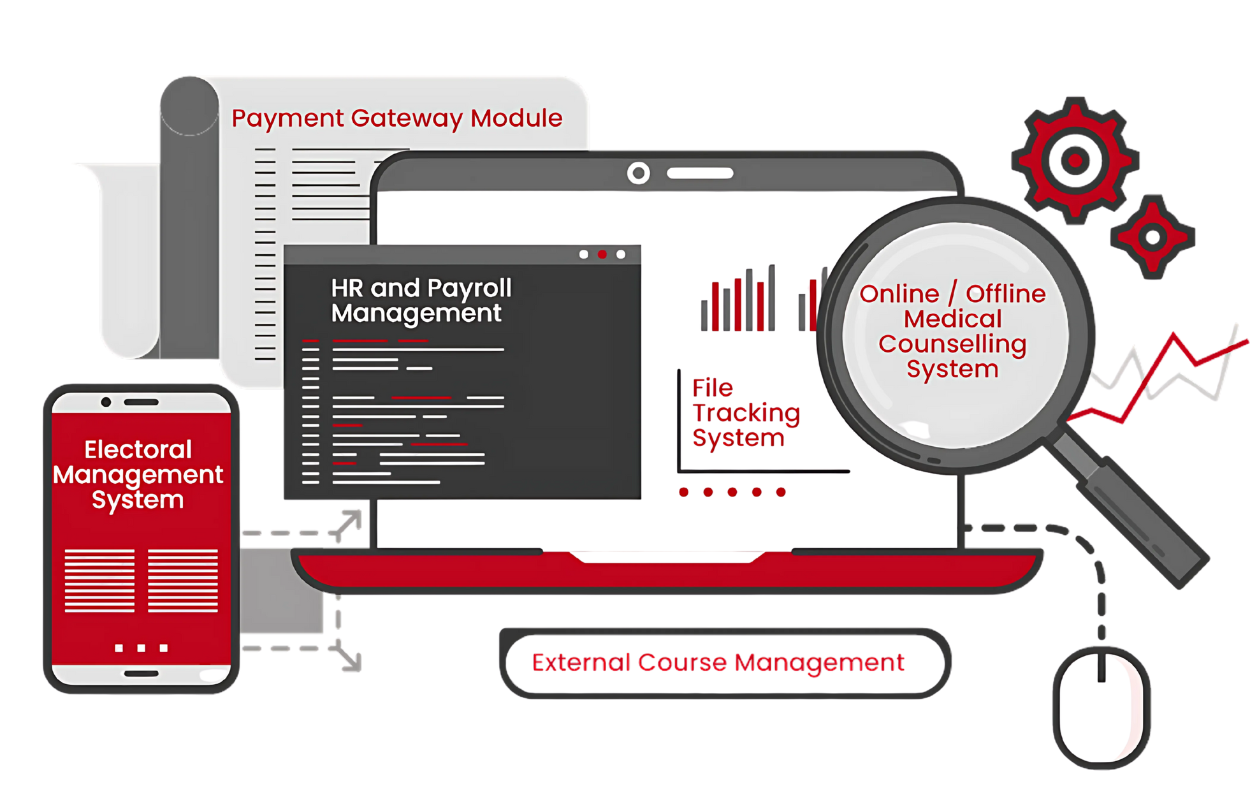 Payment Gateway Module
HR and Payroll
Management
Online / Offline
Medical
Counselling
System
File
Tracking
System
Electoral
Management
System
External Course Management